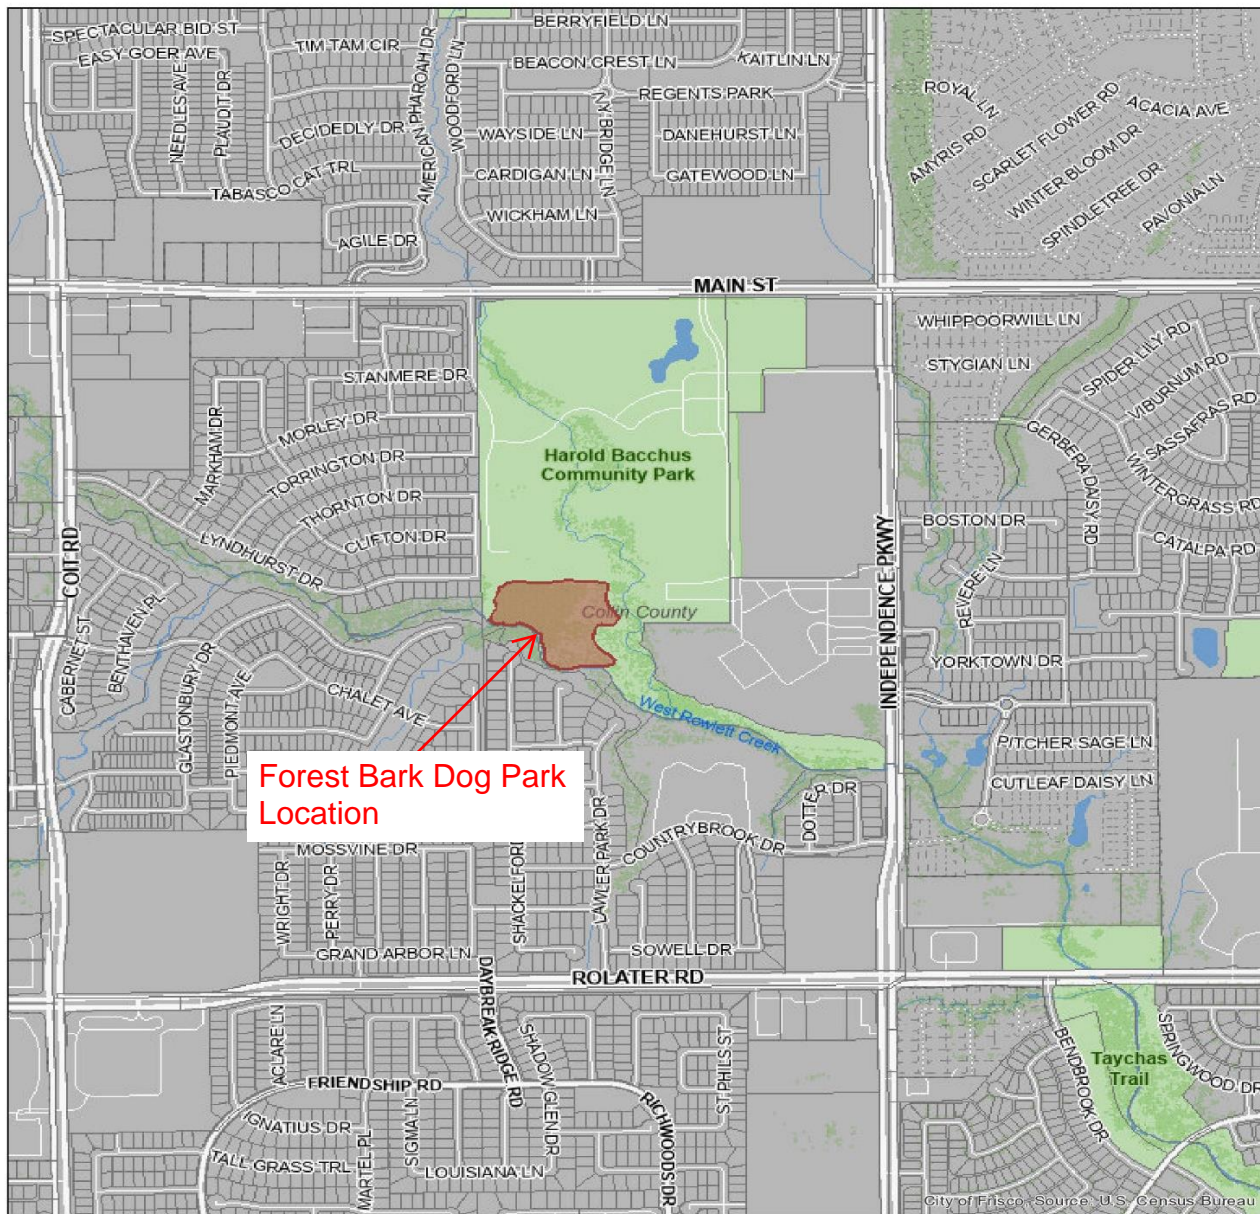 SPECTACULAR BID ST
EASY GOER AVE
TIM TAM CIR
NEEDLES AVE
PLAUDIT DR
DECIDEDLY DR
TABASCO CAT TRL
AGILE DR
AMERICAN PHAROAH DR
WOODFORD LN
BERRYFIELD LN
BEACON CREST LN
KAITLIN LN
REGENTS PARK
WAYSIDE LN
NY BRIDGE LN
DANEHURST LN
CARDIGAN LN
GATEWOOD LN
WICKHAM LN
ROYAL LN
AMYRIS RD
SCARLET FLOWER RD
ACACIA AVE
WINTER BLOOM DR
SPINDLETREE DR
PAVONIA LN
MAIN ST
WHIPPOORWILL LN
STYGIAN LN
SPIDER LILY RD
VIBURNUM RD
SASSAFRAS RD
GERBERA DAISY RD
WINTERGRASS RD
CATALPA RD
BOSTON DR
REVERE LN
YORKTOWN DR
STANMERE DR
MARKHAM DR
MORLEY DR
TORRINGTON DR
THORNTON DR
CLIFTON DR
LYNDHURST DR
COIT RD
Harold Bacchus
Community Park
Collin County
INDEPENDENCE PKWY
CABERNET ST
BENTHAVEN PL
GLASTONBURY DR
PIEDMONT AVE
CHALET AVE
West Rowlett Creek
PITCHER SAGE LN
CUTLEAF DAISY LN
Forest Bark Dog Park
Location
DOTTER DR
COUNTRYBROOK DR
LAWLER PARK DR
SHACKELFOR
MOSSVINE DR
WRIGHT DR
PERRY DR
GRAND ARBOR LN
SOWELL DR
ROLATER RD
DAYBREAK RIDGE RD
SHADOW GLEN DR
ACLARE LN
FRIENDSHIP RD
IGNATIUS DR
TALL GRASS TRL
MARTEL PL
SIGMA LN
LOUISIANA LN
RICHWOODS DR
ST PHILS ST
BENDBROOK DR
Taychas
Trail
SPRINGWOOD DR
City of Frisco, Source: U.S. Census Bureau